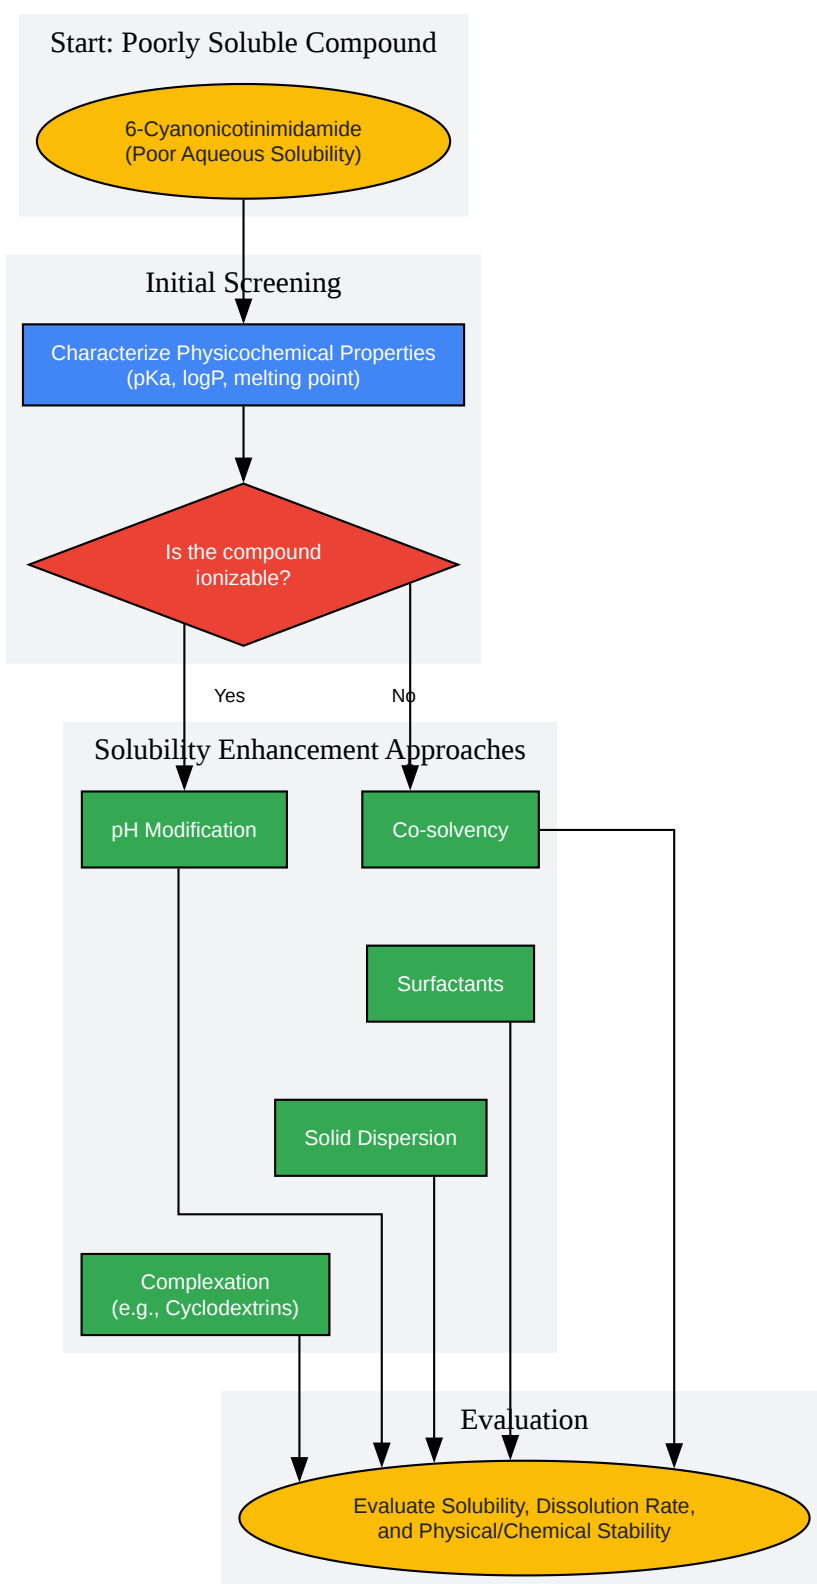 Start: Poorly Soluble Compound
6-Cyanonicotinimidamide
(Poor Aqueous Solubility)
Initial Screening
Characterize Physicochemical Properties
(pKa, logP, melting point)
Is the compound
ionizable?
Yes
No
Solubility Enhancement Approaches
pH Modification
Co-solvency
Surfactants
Solid Dispersion
Complexation
(e.g., Cyclodextrins)
Evaluation
Evaluate Solubility, Dissolution Rate,
and Physical/Chemical Stability